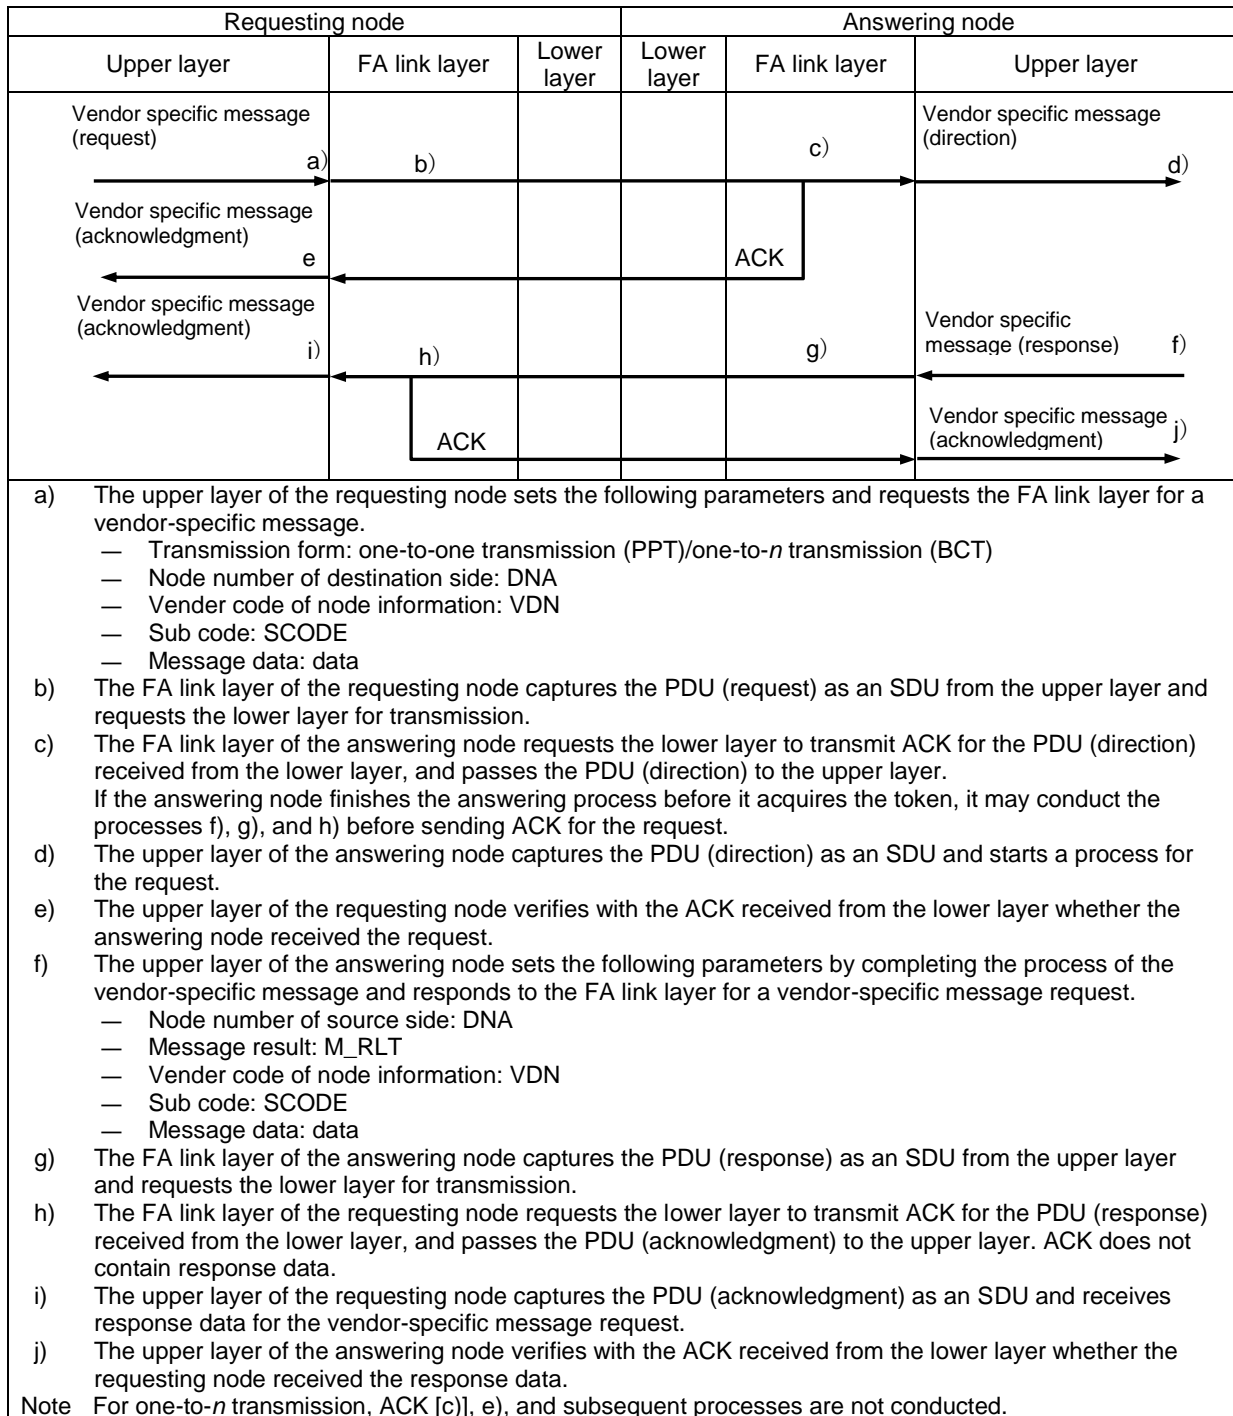 Requesting node
Answering node
Upper layer
FA link layer
Lower
layer
Lower
layer
FA link layer
Upper layer
Vendor specific message
(request)
a)
b)
c)
Vendor specific message
(direction)
d)
Vendor specific message
(acknowledgment)
e
ACK
Vendor specific message
(acknowledgment)
i)
h)
g)
Vendor specific
message (response)
f)
ACK
Vendor specific message
(acknowledgment)
j)
a) The upper layer of the requesting node sets the following parameters and requests the FA link layer for a
vendor-specific message.
— Transmission form: one-to-one transmission (PPT)/one-to-n transmission (BCT)
— Node number of destination side: DNA
— Vender code of node information: VDN
— Sub code: SCODE
— Message data: data
b) The FA link layer of the requesting node captures the PDU (request) as an SDU from the upper layer and
requests the lower layer for transmission.
c) The FA link layer of the answering node requests the lower layer to transmit ACK for the PDU (direction)
received from the lower layer, and passes the PDU (direction) to the upper layer.
If the answering node finishes the answering process before it acquires the token, it may conduct the
processes f), g), and h) before sending ACK for the request.
d) The upper layer of the answering node captures the PDU (direction) as an SDU and starts a process for
the request.
e) The upper layer of the requesting node verifies with the ACK received from the lower layer whether the
answering node received the request.
f) The upper layer of the answering node sets the following parameters by completing the process of the
vendor-specific message and responds to the FA link layer for a vendor-specific message request.
— Node number of source side: DNA
— Message result: M_RLT
— Vender code of node information: VDN
— Sub code: SCODE
— Message data: data
g) The FA link layer of the answering node captures the PDU (response) as an SDU from the upper layer
and requests the lower layer for transmission.
h) The FA link layer of the requesting node requests the lower layer to transmit ACK for the PDU (response)
received from the lower layer, and passes the PDU (acknowledgment) to the upper layer. ACK does not
contain response data.
i) The upper layer of the requesting node captures the PDU (acknowledgment) as an SDU and receives
response data for the vendor-specific message request.
j) The upper layer of the answering node verifies with the ACK received from the lower layer whether the
requesting node received the response data.
Note For one-to-n transmission, ACK [c)], e), and subsequent processes are not conducted.